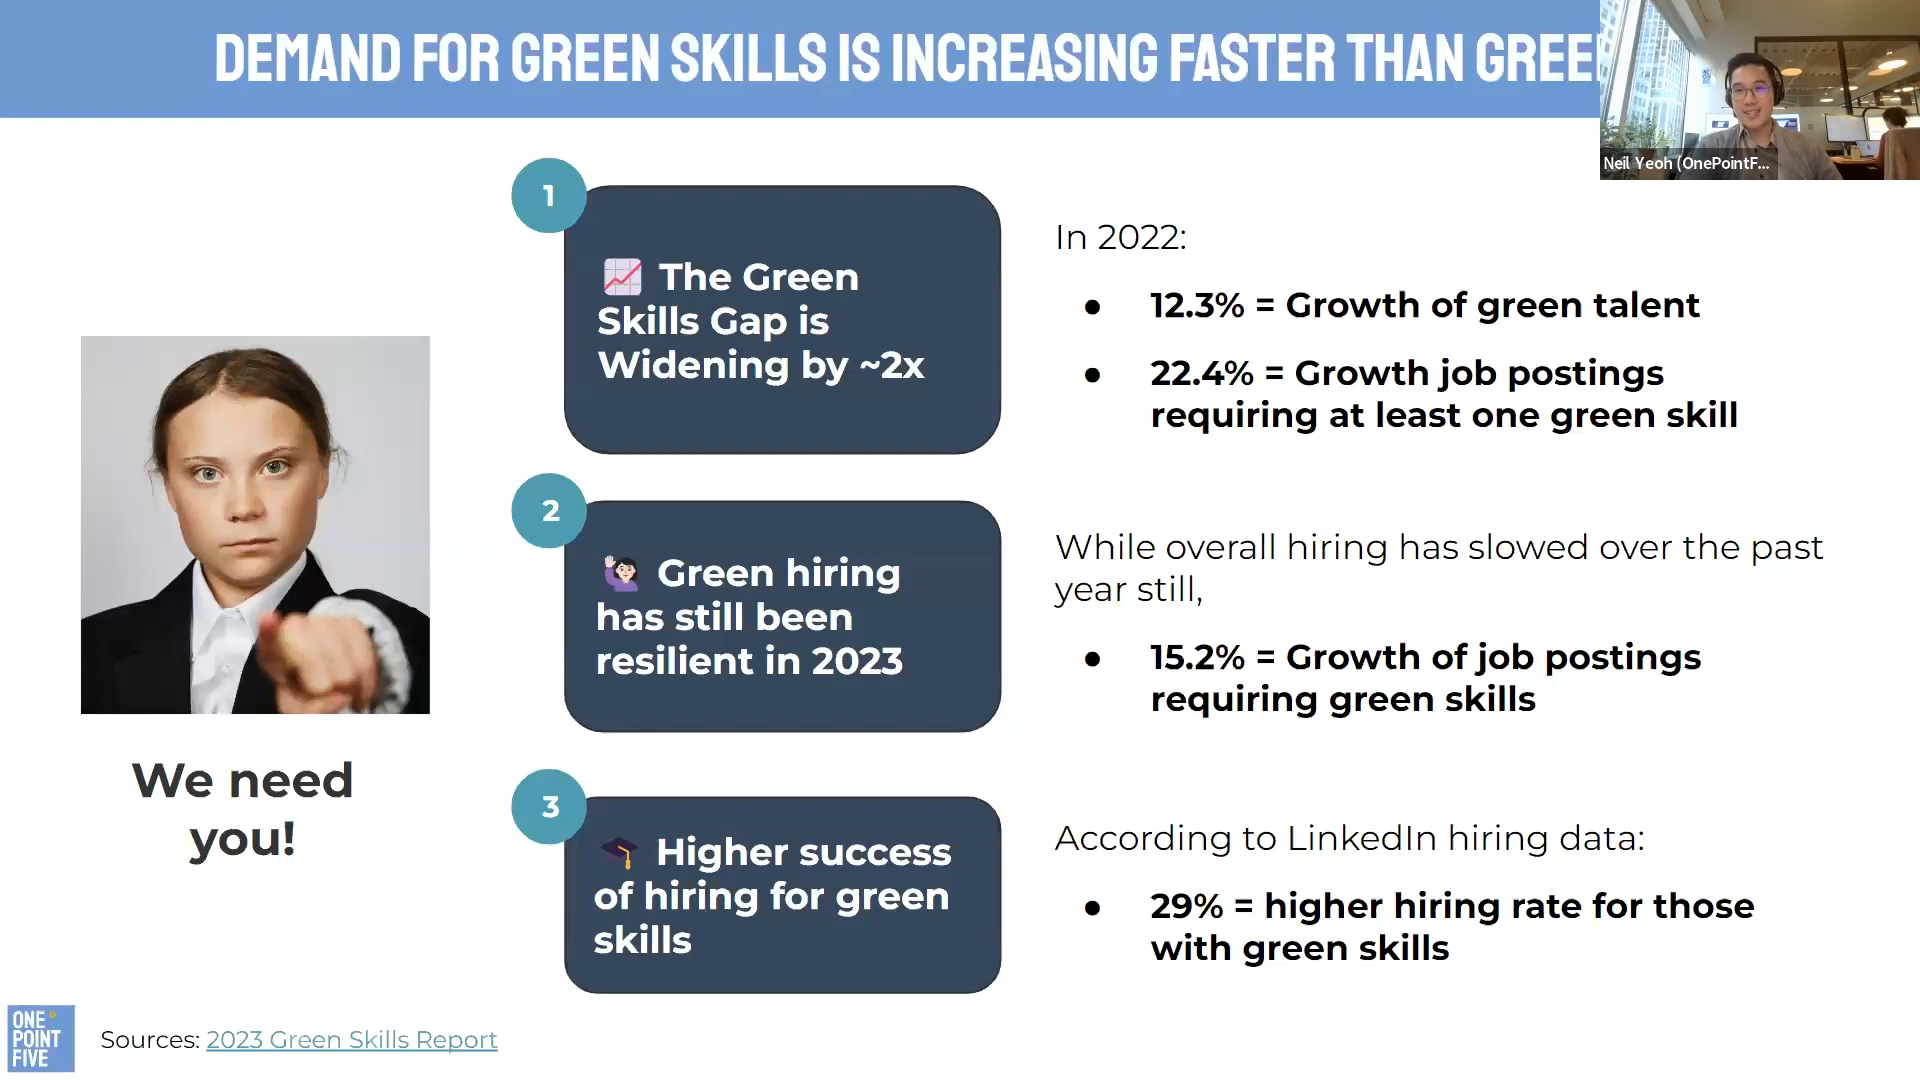 DEMAND FOR GREEN SKILLS IS INCREASING FASTER THAN GREE
Neil Yeoh (OnePointF...
1
The Green
Skills Gap is
Widening by ~2x
In 2022:
● 12.3% = Growth of green talent
● 22.4% = Growth job postings
requiring at least one green skill
2
Green hiring
has still been
resilient in 2023
While overall hiring has slowed over the past
year still,
● 15.2% = Growth of job postings
requiring green skills
We need
you!
3
Higher success
of hiring for green
skills
According to LinkedIn hiring data:
● 29% = higher hiring rate for those
with green skills
ONE
POINT
FIVE
Sources: 2023 Green Skills Report